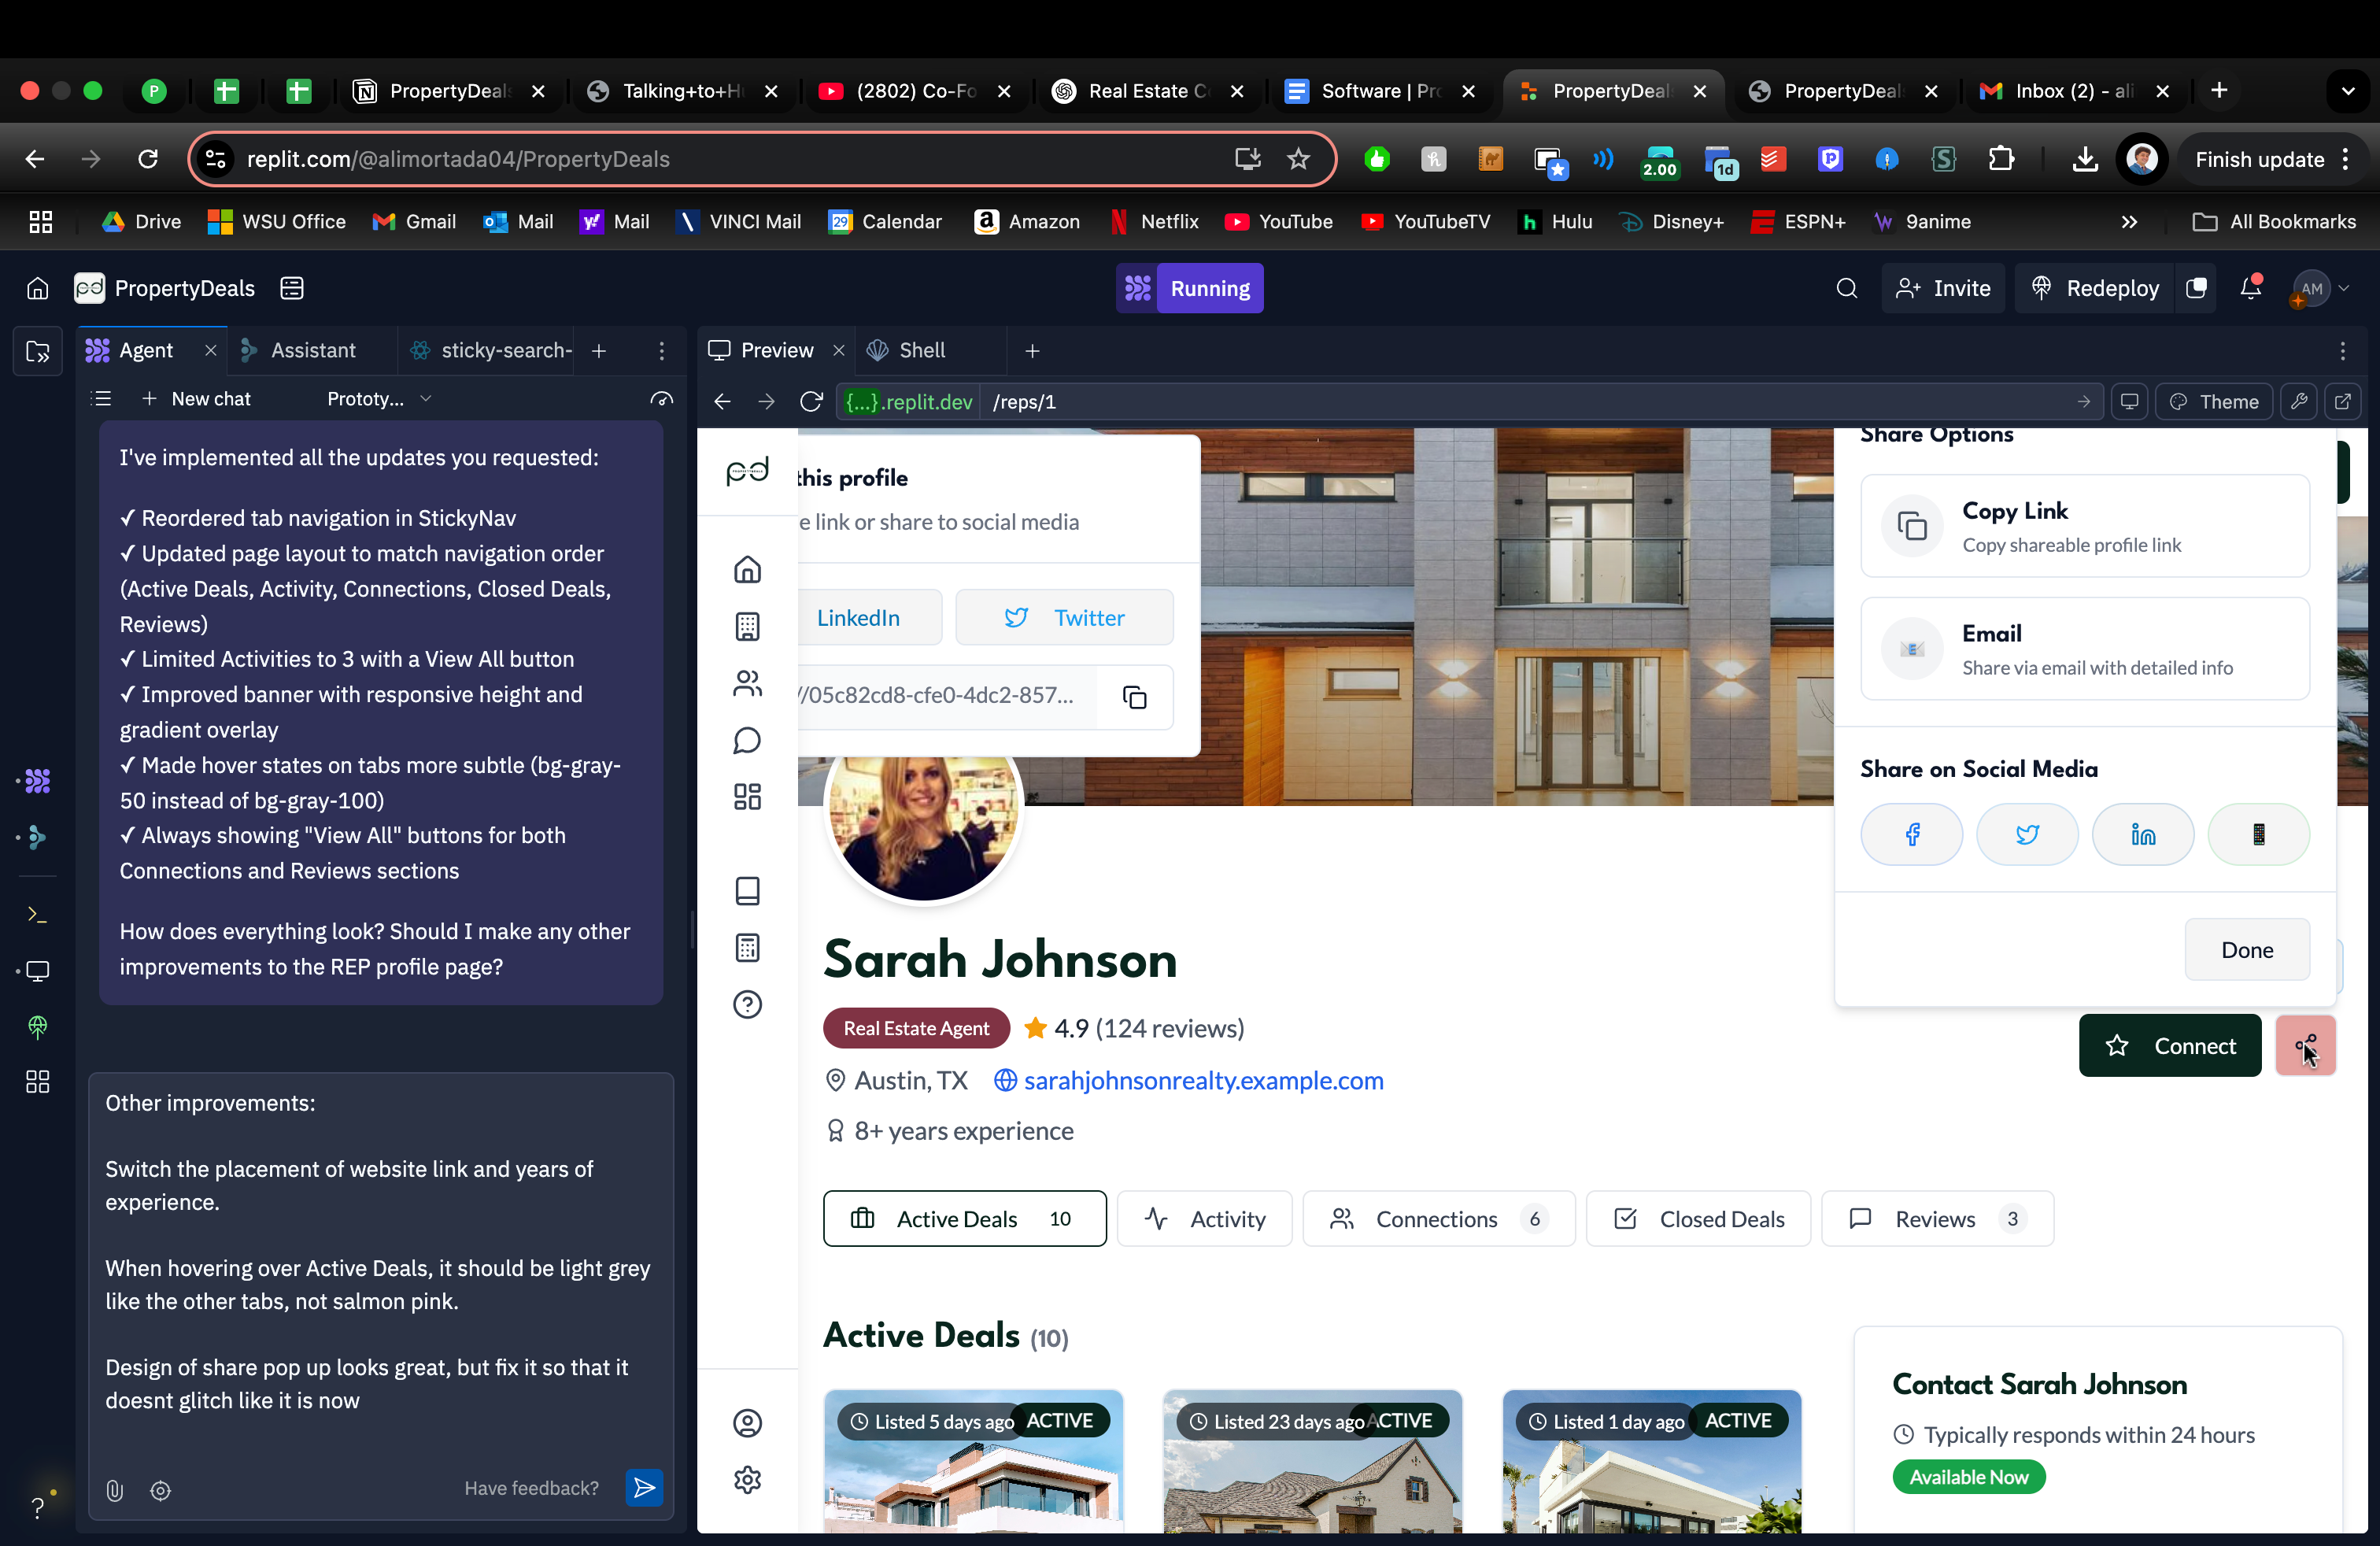 PropertyDeals
Talking+to+Hu
(2802) Co-Fo
Real Estate Co
Software | Pro
PropertyDeals
PropertyDeals
Inbox (2) - ali
replit.com/@alimortada04/PropertyDeals
2.00
1d
Finish update
Drive
WSU Office
Gmail
Mail
Mail
VINCI Mail
29
Calendar
Amazon
Netflix
YouTube
YouTubeTV
Hulu
Disney+
ESPN+
9anime
All Bookmarks
pd
PropertyDeals
Running
Invite
Redeploy
AM
Agent
Assistant
sticky-search-
Preview
Shell
New chat
Prototy...
{...}.replit.dev
/reps/1
Theme
I've implemented all the updates you requested:
✓ Reordered tab navigation in StickyNav
✓ Updated page layout to match navigation order
(Active Deals, Activity, Connections, Closed Deals,
Reviews)
✓ Limited Activities to 3 with a View All button
✓ Improved banner with responsive height and
gradient overlay
✓ Made hover states on tabs more subtle (bg-gray-
50 instead of bg-gray-100)
✓ Always showing "View All" buttons for both
Connections and Reviews sections
How does everything look? Should I make any other
improvements to the REP profile page?
Other improvements:
Switch the placement of website link and years of
experience.
When hovering over Active Deals, it should be light grey
like the other tabs, not salmon pink.
Design of share pop up looks great, but fix it so that it
doesnt glitch like it is now
Have feedback?
pd
this profile
e link or share to social media
LinkedIn
Twitter
//05c82cd8-cfe0-4dc2-857...
Share Options
Copy Link
Copy shareable profile link
Email
Share via email with detailed info
Share on Social Media
Done
Sarah Johnson
Real Estate Agent
4.9 (124 reviews)
Austin, TX
sarahjohnsonrealty.example.com
8+ years experience
Connect
Active Deals 10
Activity
Connections 6
Closed Deals
Reviews 3
Active Deals (10)
Listed 5 days ago
ACTIVE
Listed 23 days ago
ACTIVE
Listed 1 day ago
ACTIVE
Contact Sarah Johnson
Typically responds within 24 hours
Available Now